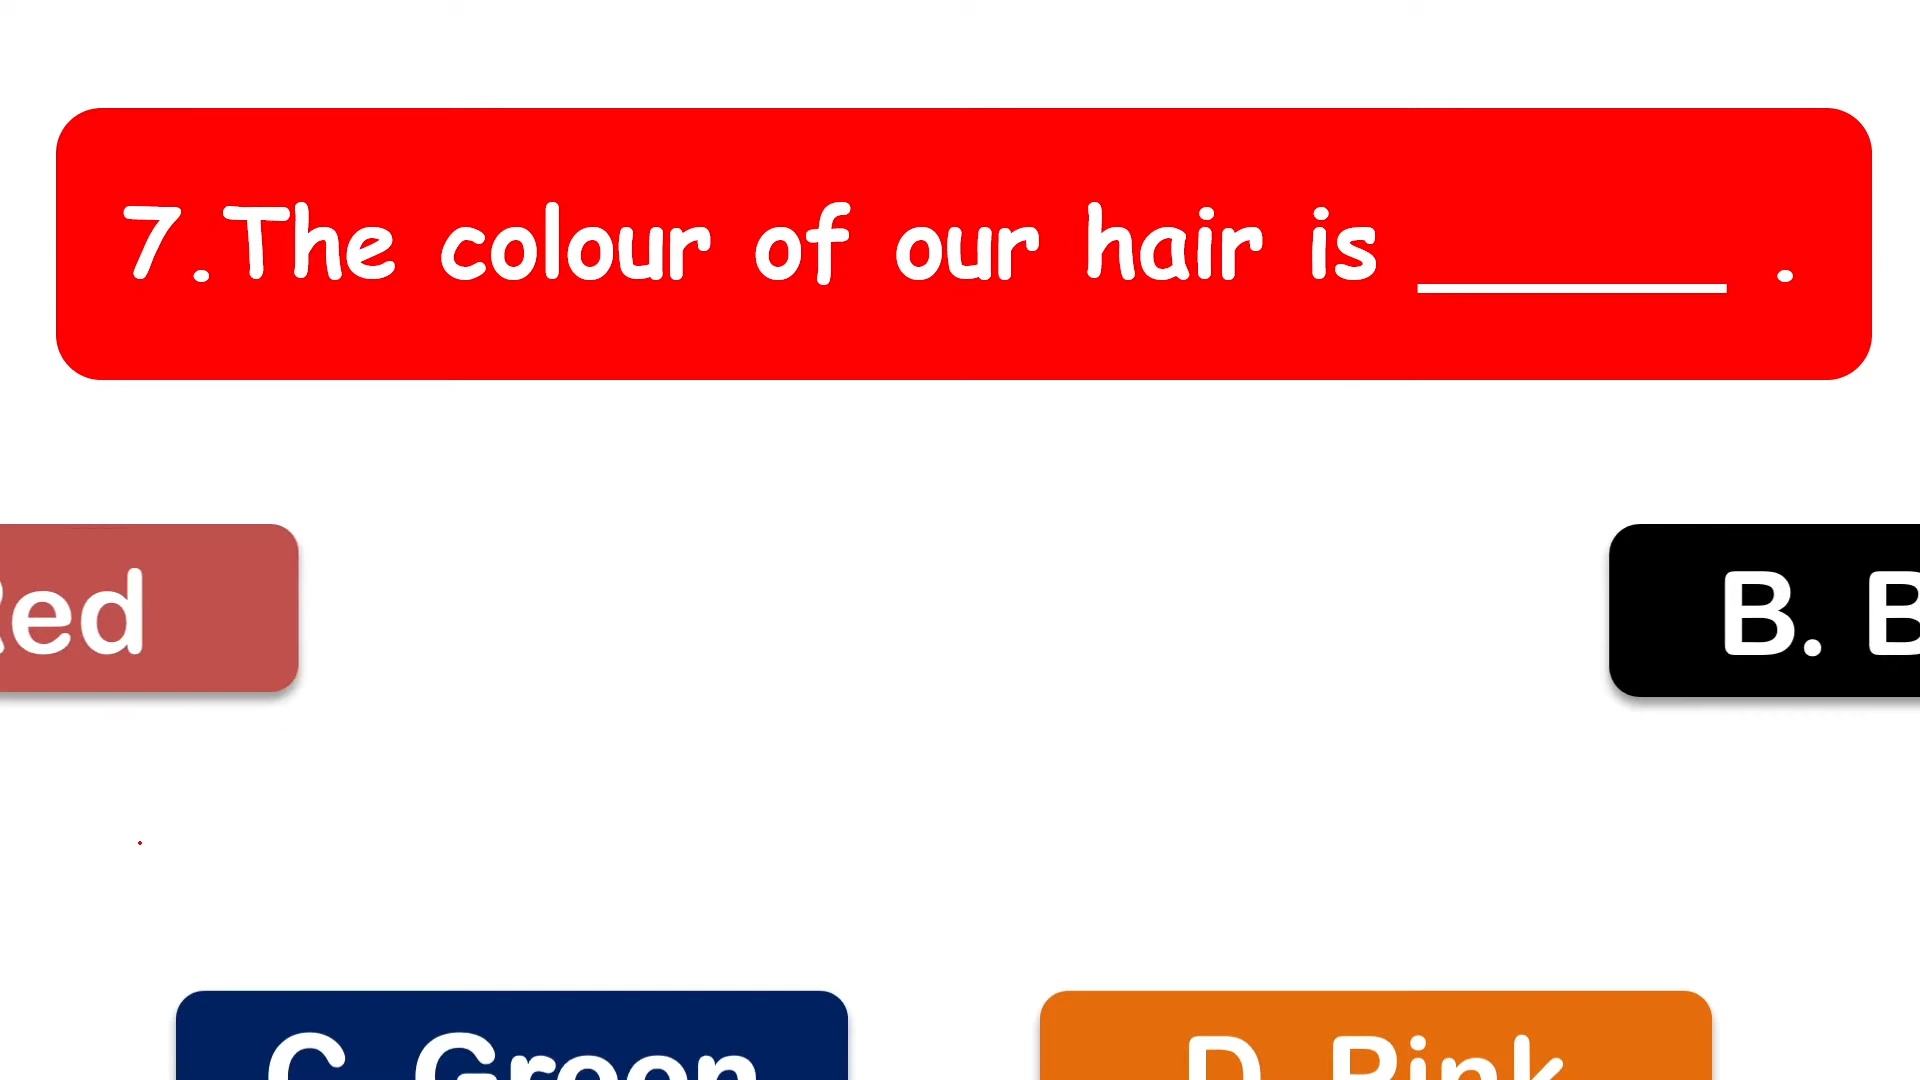 7.The colour of our hair is ______ .
Red
B. B
C. Green
D. Pink